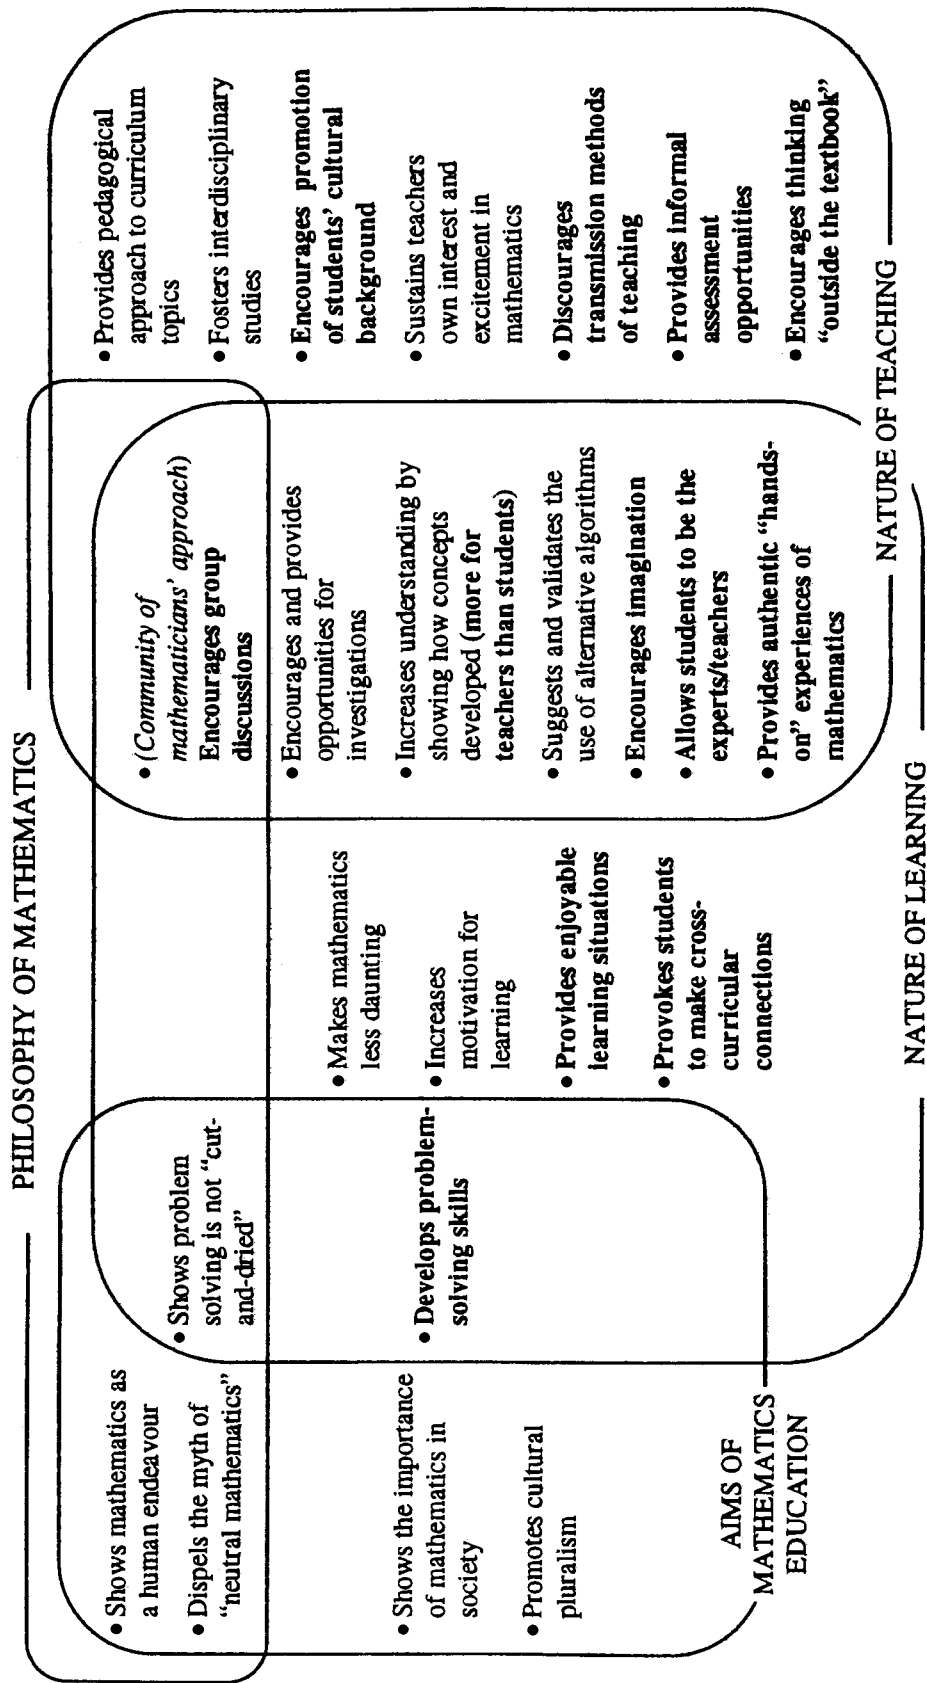 PHILOSOPHY OF MATHEMATICS
• Shows mathematics as
a human endeavour
• Dispels the myth of
“neutral mathematics”
• Shows the importance
of mathematics in
society
• Promotes cultural
pluralism
AIMS OF
MATHEMATICS
EDUCATION
• Shows problem
solving is not “cut-
and-dried”
• Develops problem-
solving skills
• Makes mathematics
less daunting
• Increases
motivation for
learning
• Provides enjoyable
learning situations
• Provokes students
to make cross-
curricular
connections
NATURE OF LEARNING
• (Community of
mathematicians’ approach)
Encourages group
discussions
• Encourages and provides
opportunities for
investigations
• Increases understanding by
showing how concepts
developed (more for
teachers than students)
• Suggests and validates the
use of alternative algorithms
• Encourages imagination
• Allows students to be the
experts/teachers
• Provides authentic “hands-
on” experiences of
mathematics
NATURE OF TEACHING
• Provides pedagogical
approach to curriculum
topics
• Fosters interdisciplinary
studies
• Encourages promotion
of students’ cultural
background
• Sustains teachers
own interest and
excitement in
mathematics
• Discourages
transmission methods
of teaching
• Provides informal
assessment
opportunities
• Encourages thinking
“outside the textbook”